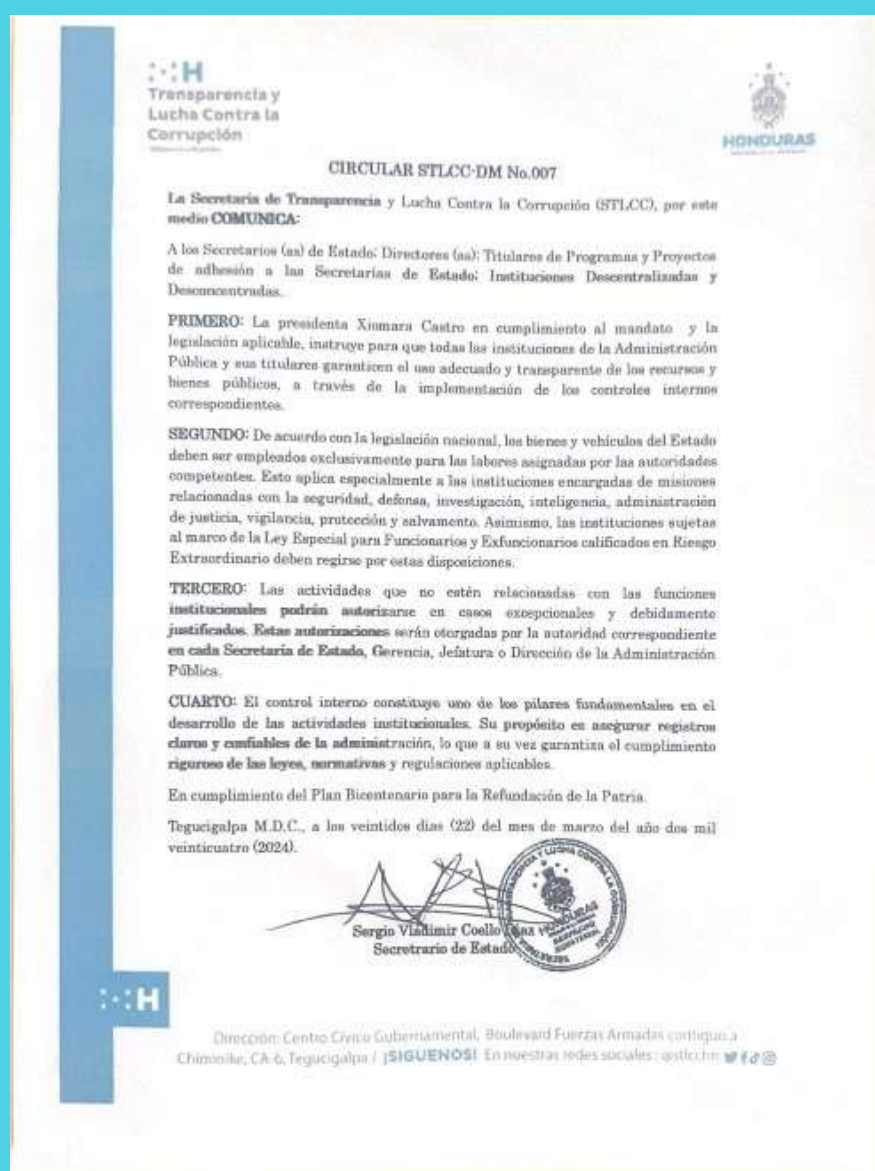 H
Transparencia y
Lucha Contra la
Corrupción
HONDURAS
CIRCULAR STLCC-DM No.007
La Secretaría de Transparencia y Lucha Contra la Corrupción (STLCC), por este
medio COMUNICA:
A los Secretarios (as) de Estado; Directores (as); Titulares de Programas y Proyectos
de adhesión a las Secretarías de Estado; Instituciones Descentralizadas y
Desconcentradas.
PRIMERO: La presidenta Xiomara Castro en cumplimiento al mandato y la
legislación aplicable, instruye para que todas las instituciones de la Administración
Pública y sus titulares garanticen el uso adecuado y transparente de los recursos y
bienes públicos, a través de la implementación de los controles internos
correspondientes.
SEGUNDO: De acuerdo con la legislación nacional, los bienes y vehículos del Estado
deben ser empleados exclusivamente para las labores asignadas por las autoridades
competentes. Esto aplica especialmente a las instituciones encargadas de misiones
relacionadas con la seguridad, defensa, investigación, inteligencia, administración
de justicia, vigilancia, protección y salvamento. Asimismo, las instituciones sujetas
al marco de la Ley Especial para Funcionarios y Exfuncionarios calificados en Riesgo
Extraordinario deben regirse por estas disposiciones.
TERCERO: Las actividades que no estén relacionadas con las funciones
institucionales podrán autorizarse en casos excepcionales y debidamente
justificados. Estas autorizaciones serán otorgadas por la autoridad correspondiente
en cada Secretaría de Estado, Gerencia, Jefatura o Dirección de la Administración
Pública.
CUARTO: El control interno constituye uno de los pilares fundamentales en el
desarrollo de las actividades institucionales. Su propósito es asegurar registros
claros y confiables de la administración, lo que a su vez garantiza el cumplimiento
riguroso de las leyes, normativas y regulaciones aplicables.
En cumplimiento del Plan Bicentenario para la Refundación de la Patria.
Tegucigalpa M.D.C., a los veintidos días (22) del mes de marzo del año dos mil
veinticuatro (2024).
Sergio Vladimir Coello
Secretrario de Estado
HONDURAS
H
Dirección: Centro Cívico Gubernamental, Boulevard Fuerzas Armadas contiguo a
Chiminike, CA-6, Tegucigalpa / ¡SIGUENOS! En nuestras redes sociales: @stlcchn